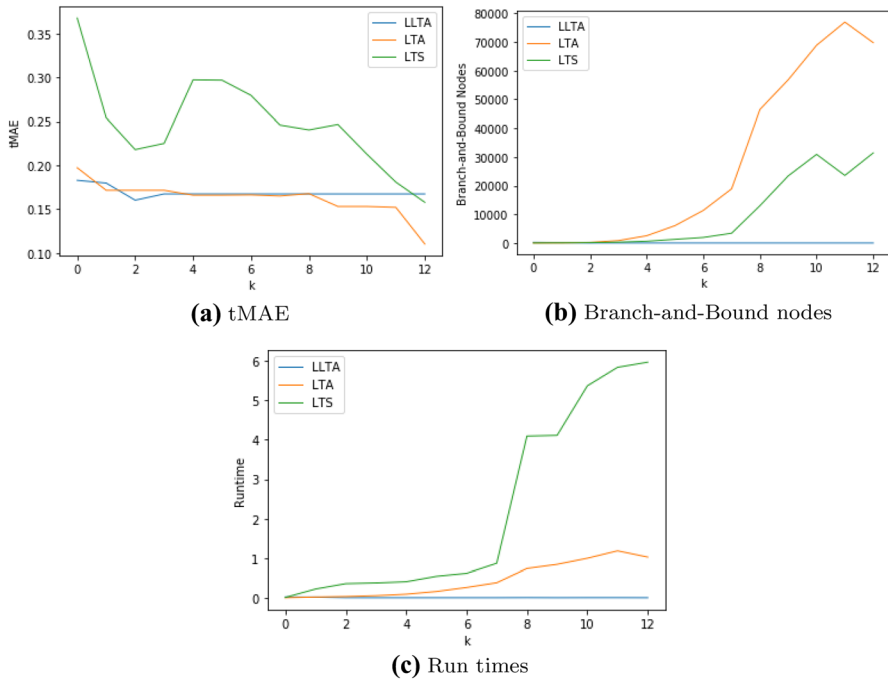 LLTA
LTA
LTS
0.35
0.30
0.25
0.20
0.15
0.10
tMAE
0 2 4 6 8 10 12
k
(a) tMAE
LLTA
LTA
LTS
80000
70000
60000
50000
40000
30000
20000
10000
0
Branch-and-Bound Nodes
0 2 4 6 8 10 12
k
(b) Branch-and-Bound nodes
LLTA
LTA
LTS
6
5
4
3
2
1
0
Runtime
0 2 4 6 8 10 12
k
(c) Run times